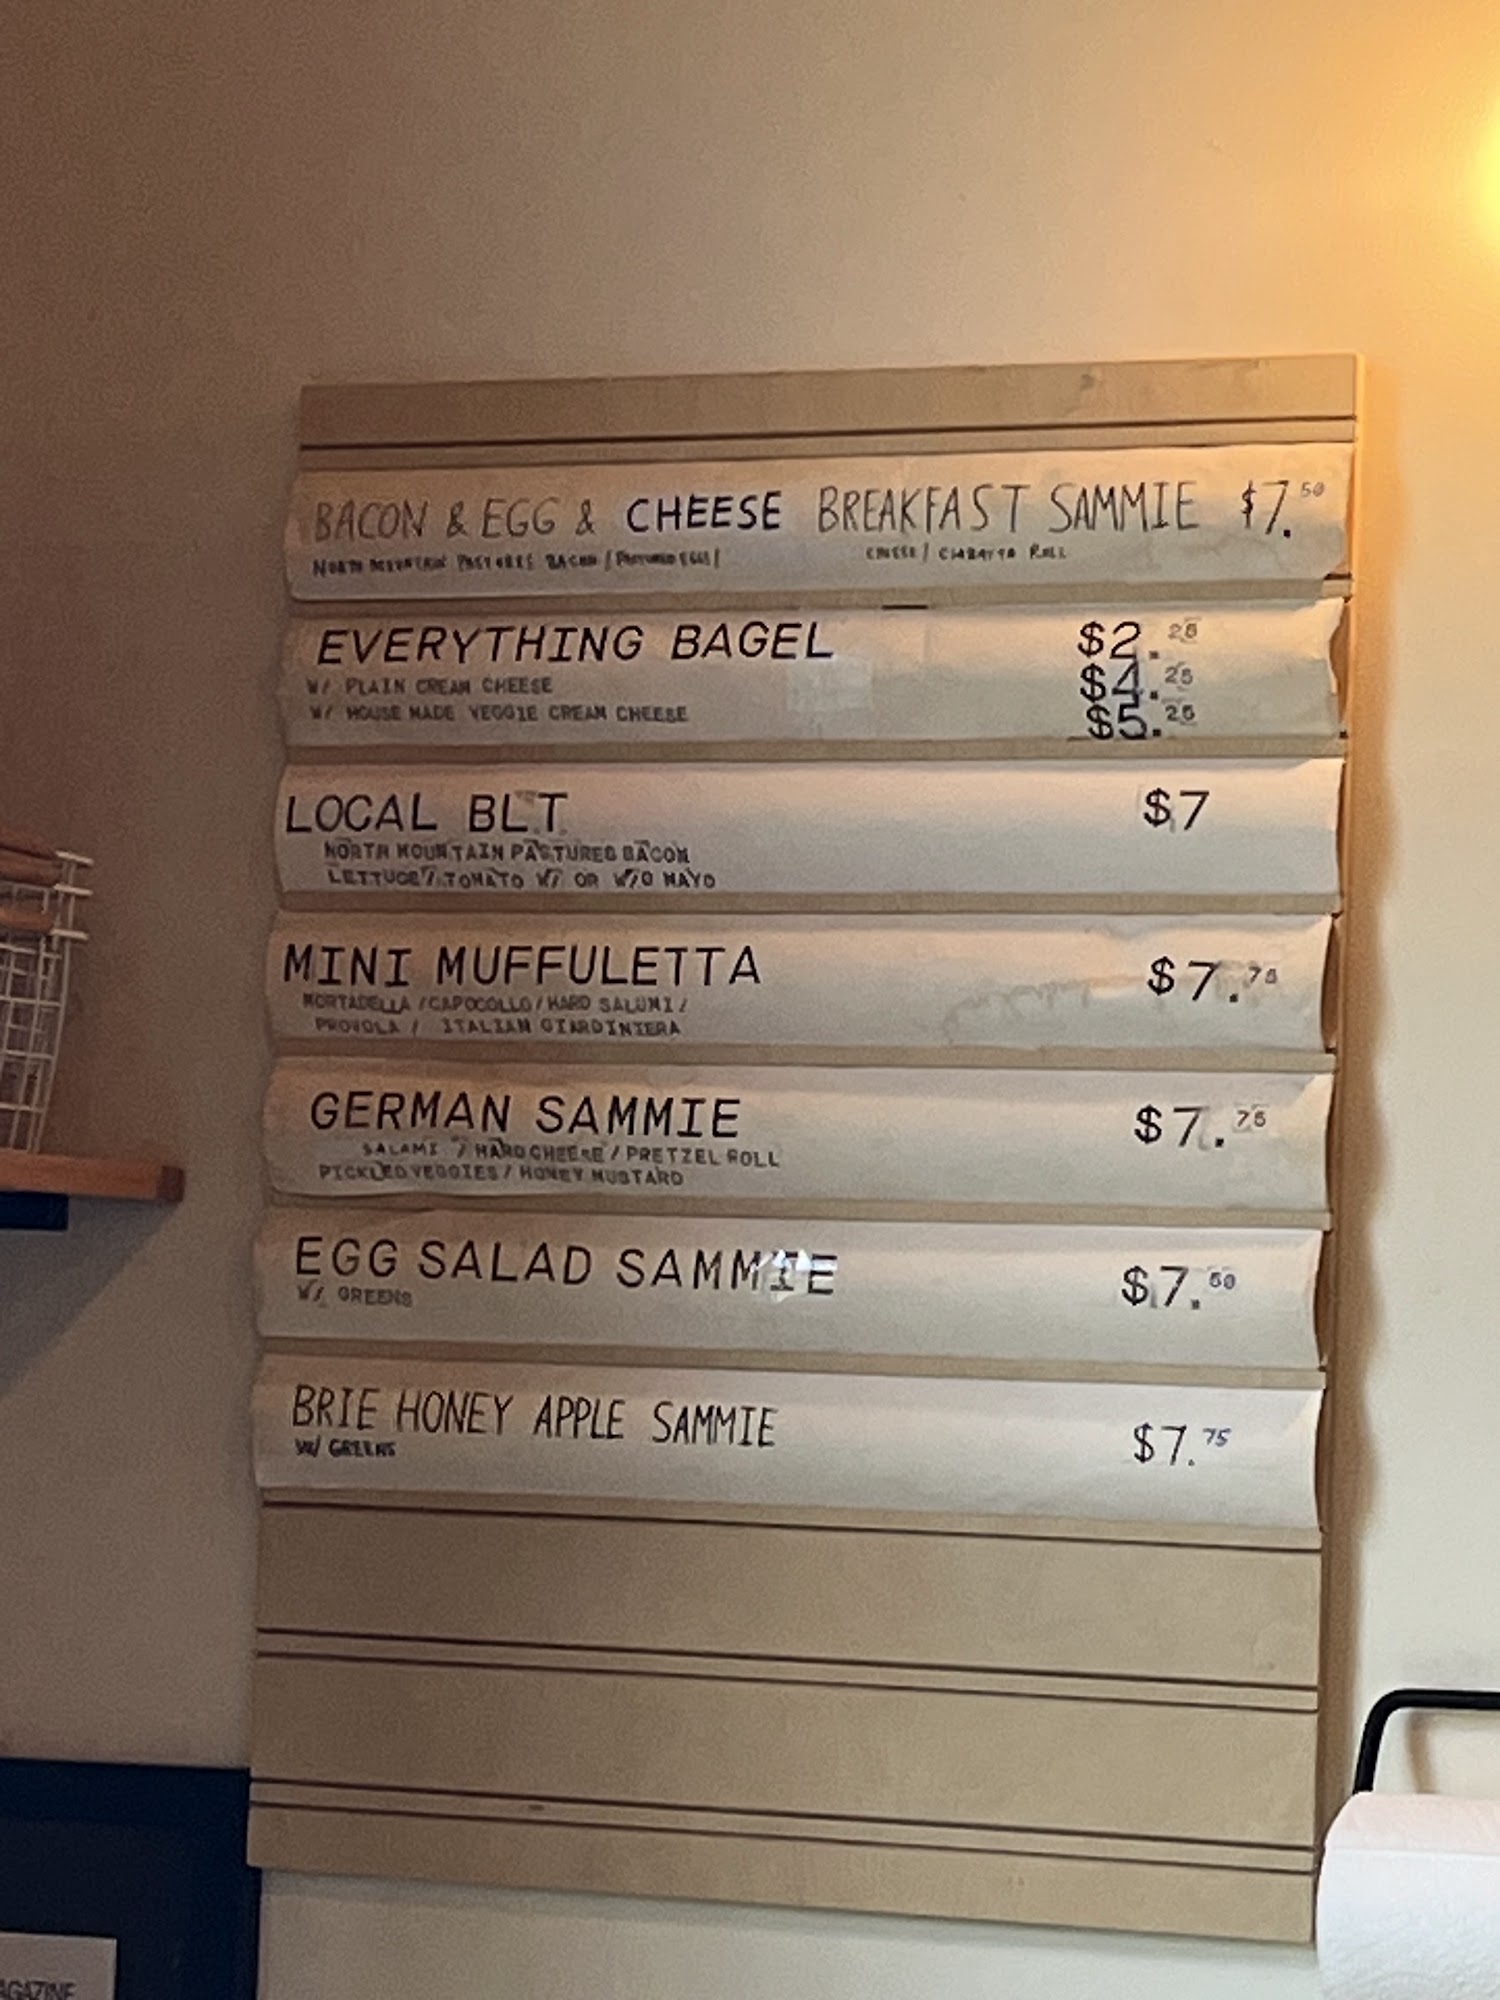 BACON & EGG & CHEESE BREAKFAST SAMMIE $7.50
NORTH MOUNTAIN PASTURES BACON / PASTURED EGGS / CHEESE / CIABATTA ROLL
EVERYTHING BAGEL $2.25
W/ PLAIN CREAM CHEESE $4.25
W/ HOUSE MADE VEGGIE CREAM CHEESE $5.25
LOCAL BLT $7
NORTH MOUNTAIN PASTURES BACON
LETTUCE / TOMATO W/ OR W/O MAYO
MINI MUFFULETTA $7.75
MORTADELLA / CAPOCOLLO / HARD SALUMI /
PROVOLA / ITALIAN GIARDINIERA
GERMAN SAMMIE $7.75
SALAMI / HARD CHEESE / PRETZEL ROLL
PICKLED VEGGIES / HONEY MUSTARD
EGG SALAD SAMMIE $7.50
W/ GREENS
BRIE HONEY APPLE SAMMIE $7.75
W/ GREENS
AGAZINE